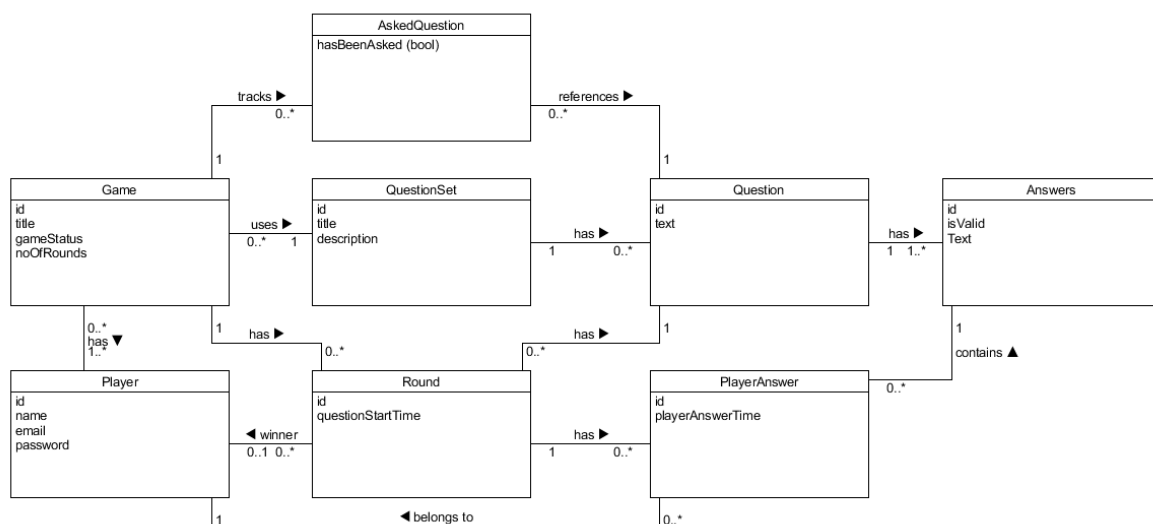 AskedQuestion
hasBeenAsked (bool)
tracks ▶
0..*
references ▶
0..*
1
1
Game
id
title
gameStatus
noOfRounds
uses ▶
0..* 1
QuestionSet
id
title
description
has ▶
1 0..*
Question
id
text
has ▶
1 1..*
Answers
id
isValid
Text
0..*
has ▼
1..*
1
has ▶
0..*
has ▶
0..*
1
1
contains ▲
0..*
Player
id
name
email
password
◀ winner
0..1 0..*
Round
id
questionStartTime
has ▶
1 0..*
PlayerAnswer
id
playerAnswerTime
1
◀ belongs to
0..*